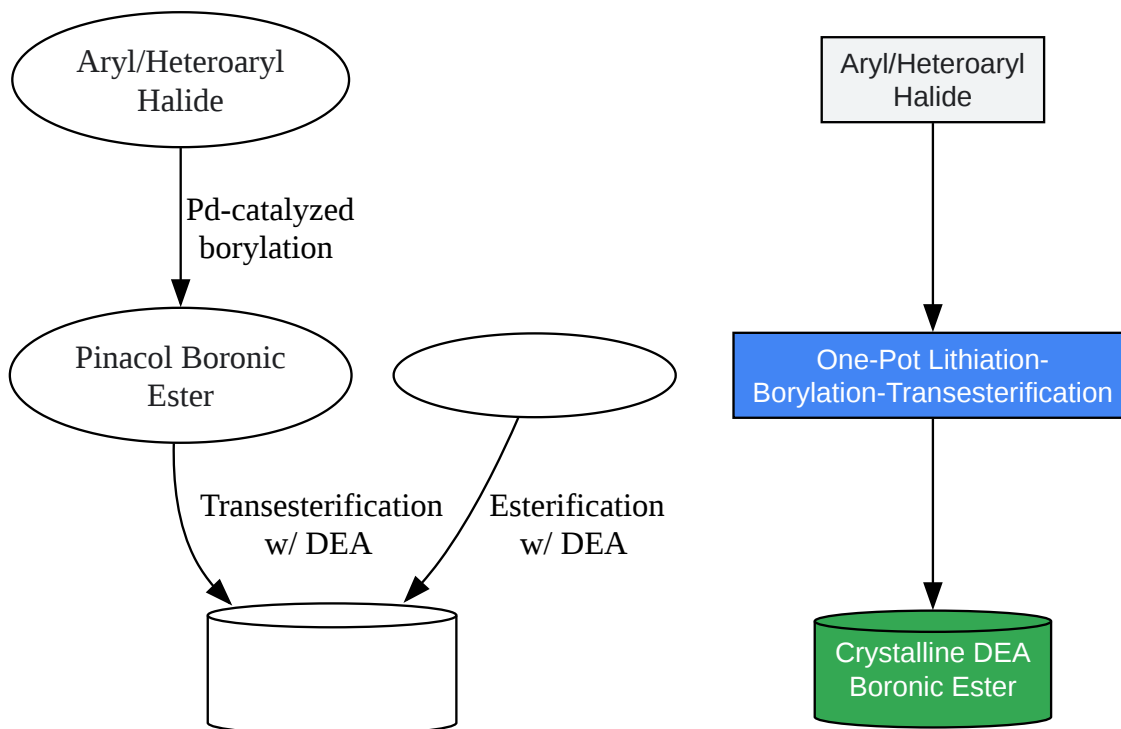 Aryl/Heteroaryl
Halide
Pd-catalyzed
borylation
Pinacol Boronic
Ester
Transesterification
w/ DEA
Esterification
w/ DEA
Aryl/Heteroaryl
Halide
One-Pot Lithiation-
Borylation-Transesterification
Crystalline DEA
Boronic Ester